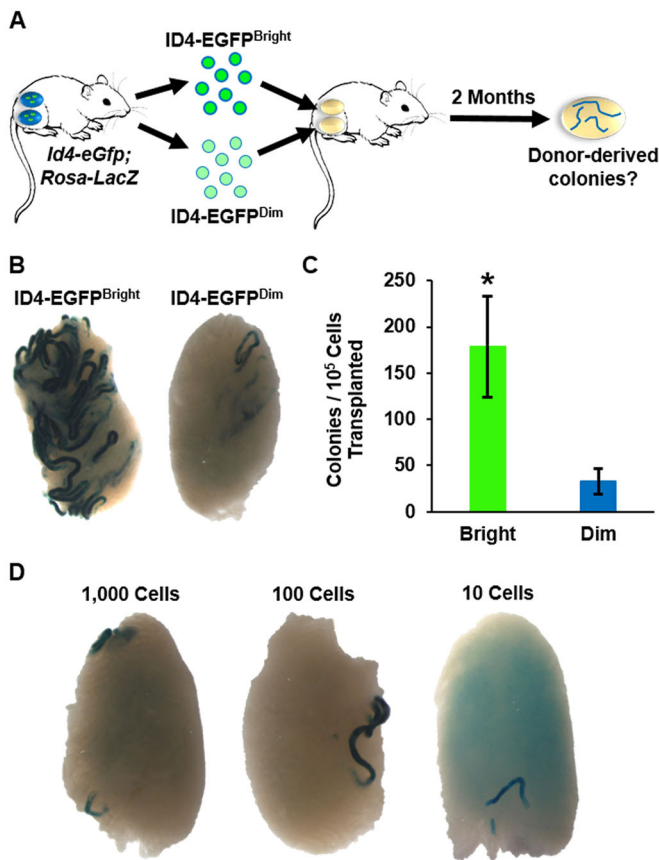 A
ID4-EGFPBright
2 Months
Id4-eGfp;
Rosa-LacZ
ID4-EGFPDim
Donor-derived
colonies?
B
ID4-EGFPBright
ID4-EGFPDim
C
250
200
150
100
50
0
Colonies / 10⁵ Cells
Transplanted
*
Bright
Dim
D
1,000 Cells
100 Cells
10 Cells